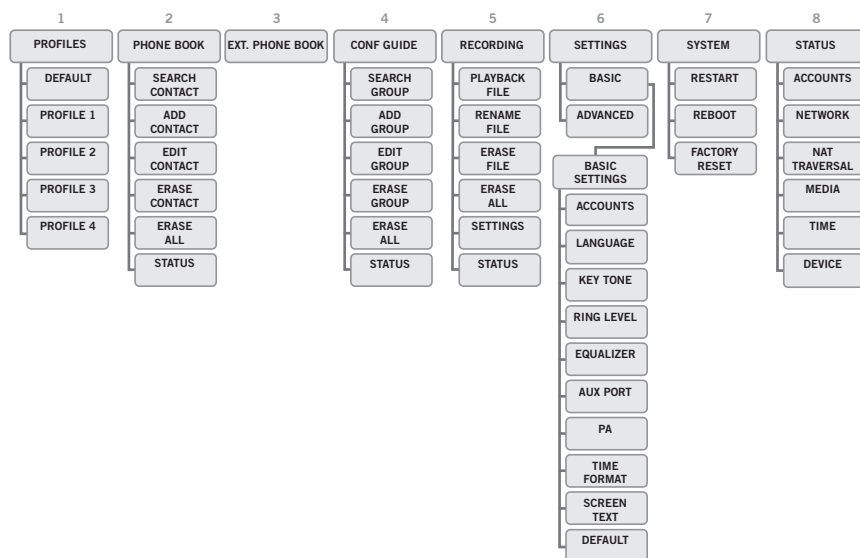 1
2
3
4
5
6
7
8
PROFILES
PHONE BOOK
EXT. PHONE BOOK
CONF GUIDE
RECORDING
SETTINGS
SYSTEM
STATUS
DEFAULT
PROFILE 1
PROFILE 2
PROFILE 3
PROFILE 4
SEARCH
CONTACT
ADD
CONTACT
EDIT
CONTACT
ERASE
CONTACT
ERASE
ALL
STATUS
SEARCH
GROUP
ADD
GROUP
EDIT
GROUP
ERASE
GROUP
ERASE
ALL
STATUS
PLAYBACK
FILE
RENAME
FILE
ERASE
FILE
ERASE
ALL
SETTINGS
STATUS
BASIC
ADVANCED
BASIC
SETTINGS
ACCOUNTS
LANGUAGE
KEY TONE
RING LEVEL
EQUALIZER
AUX PORT
PA
TIME
FORMAT
SCREEN
TEXT
DEFAULT
RESTART
REBOOT
FACTORY
RESET
ACCOUNTS
NETWORK
NAT
TRAVERSAL
MEDIA
TIME
DEVICE